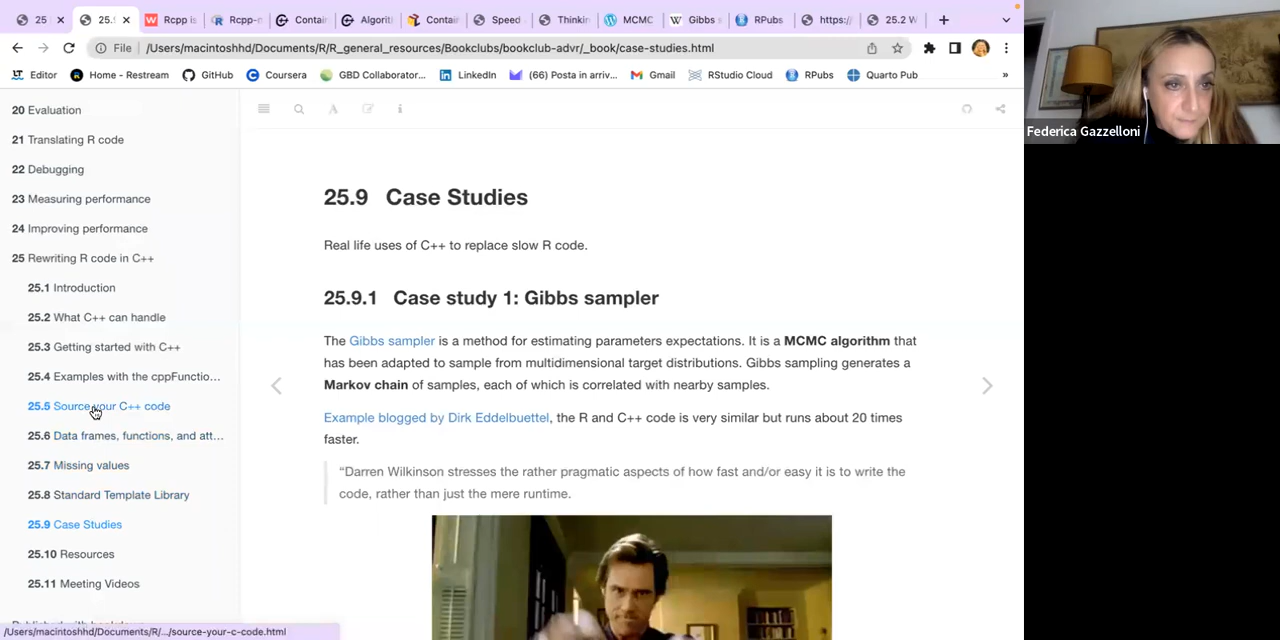 25
25.
Rcpp is
Rcpp-r
Contain
Algorit
Contain
Speed
Thinkin
MCMC
Gibbs s
RPubs
https:/
25.2 W
File
/Users/macintoshhd/Documents/R/R_general_resources/Bookclubs/bookclub-advr/_book/case-studies.html
Editor
Home - Restream
GitHub
Coursera
GBD Collaborator...
LinkedIn
(66) Posta in arriv...
Gmail
RStudio Cloud
RPubs
Quarto Pub
»
20 Evaluation
21 Translating R code
22 Debugging
23 Measuring performance
24 Improving performance
25 Rewriting R code in C++
25.1 Introduction
25.2 What C++ can handle
25.3 Getting started with C++
25.4 Examples with the cppFunctio...
25.5 Source your C++ code
25.6 Data frames, functions, and att...
25.7 Missing values
25.8 Standard Template Library
25.9 Case Studies
25.10 Resources
25.11 Meeting Videos
/Users/macintoshhd/Documents/R/.../source-your-c-code.html
25.9 Case Studies
Real life uses of C++ to replace slow R code.
25.9.1 Case study 1: Gibbs sampler
The Gibbs sampler is a method for estimating parameters expectations. It is a MCMC algorithm that
has been adapted to sample from multidimensional target distributions. Gibbs sampling generates a
Markov chain of samples, each of which is correlated with nearby samples.
Example blogged by Dirk Eddelbuettel, the R and C++ code is very similar but runs about 20 times
faster.
“Darren Wilkinson stresses the rather pragmatic aspects of how fast and/or easy it is to write the
code, rather than just the mere runtime.
Federica Gazzelloni